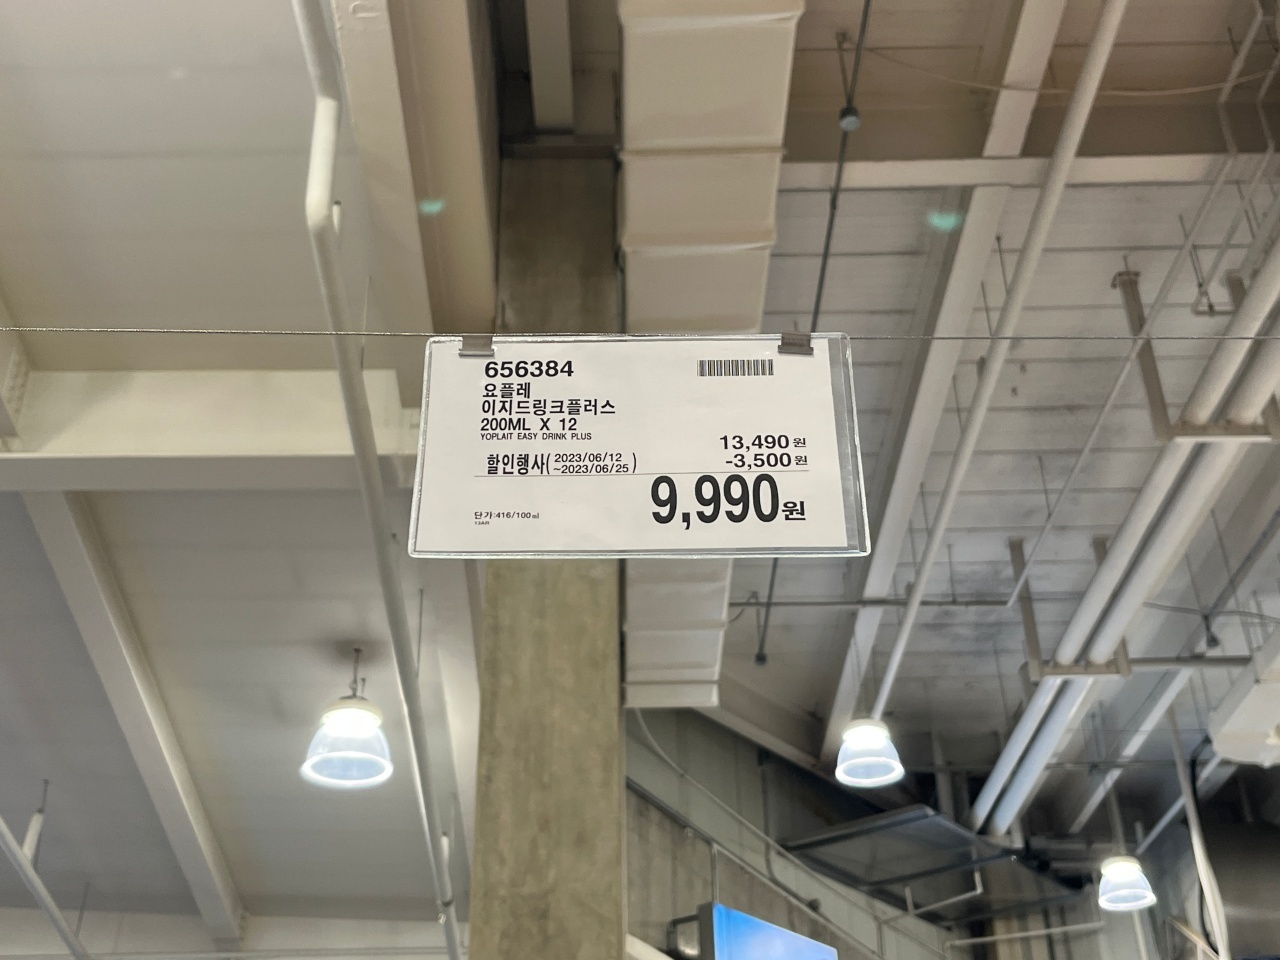 656384
요플레
이지드링크플러스
200ML X 12
YOPLAIT EASY DRINK PLUS
13,490 원
할인행사( 2023/06/12 ~2023/06/25 )
-3,500 원
9,990원
단가:416/100㎖